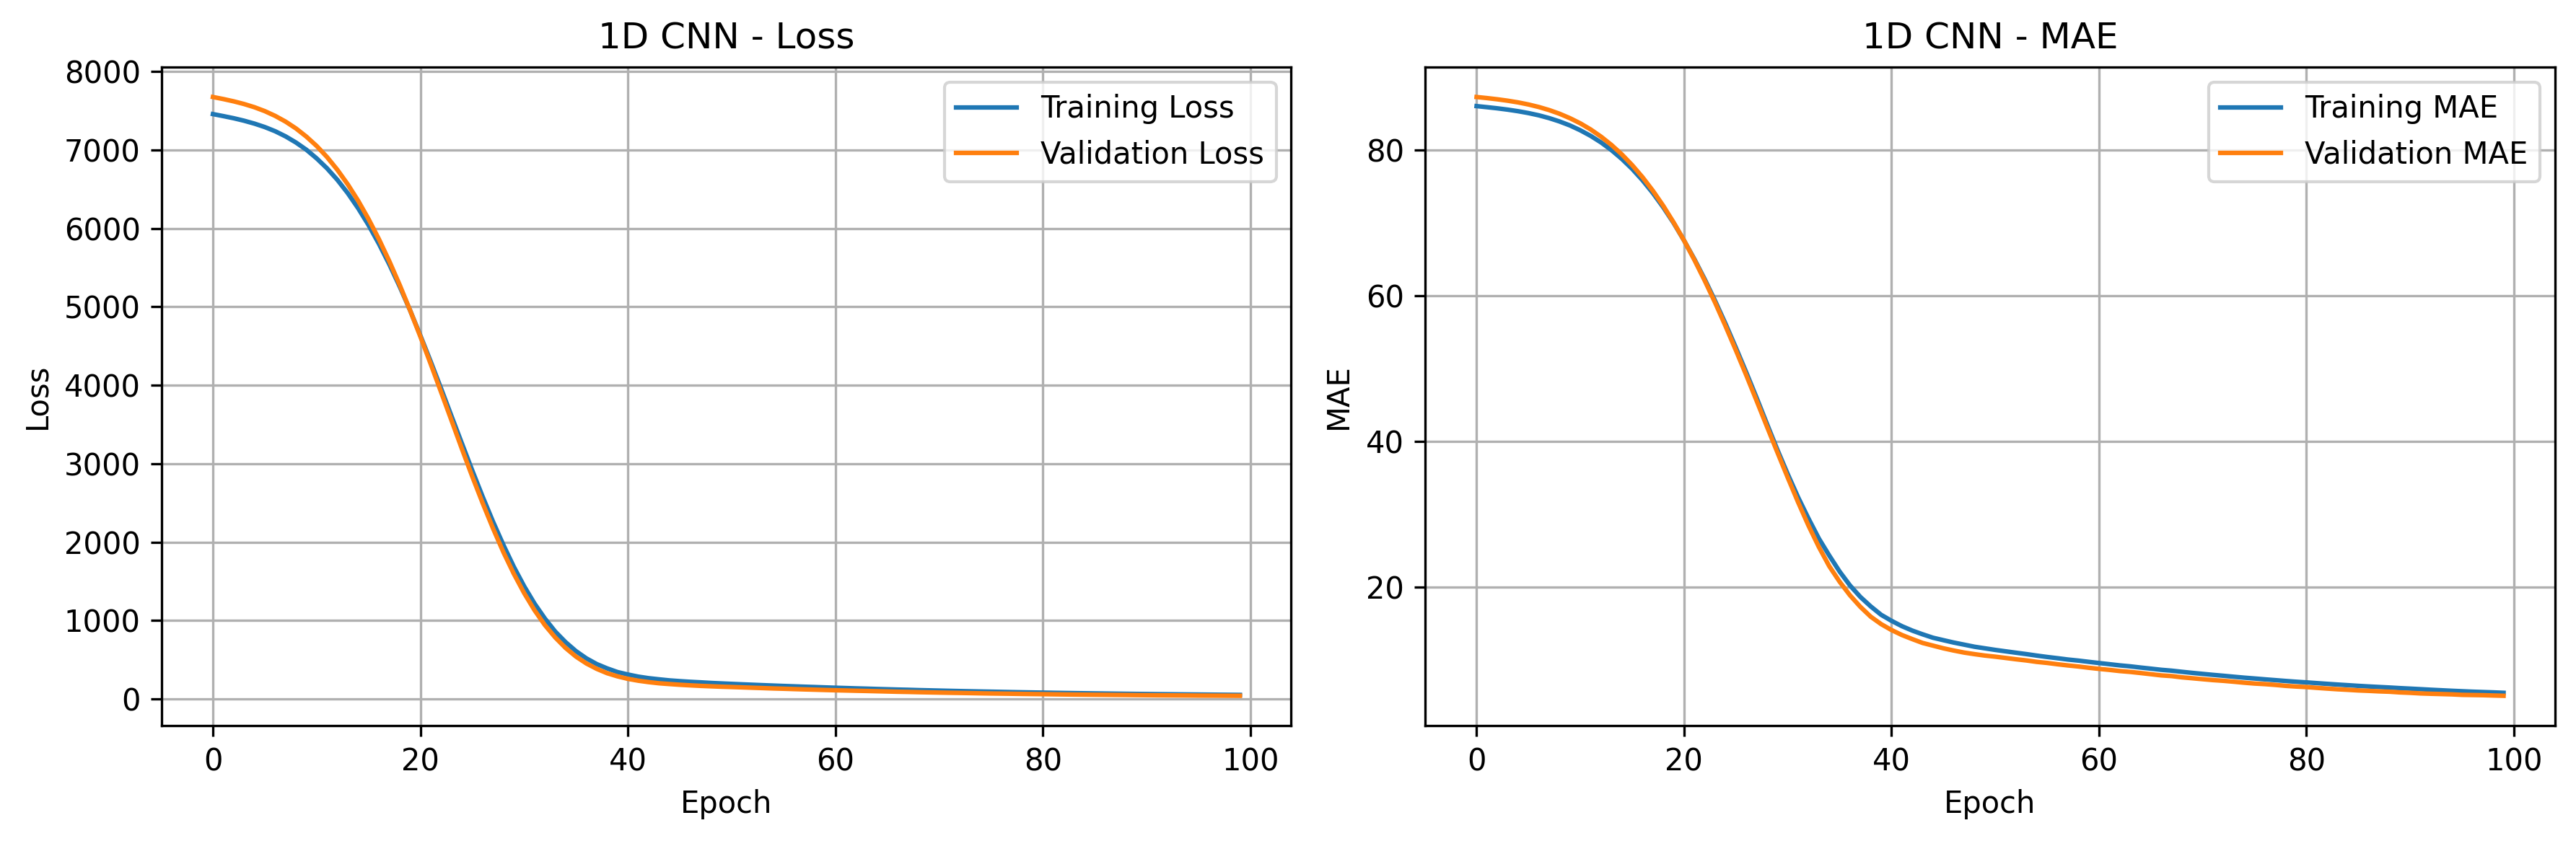 1D CNN - Loss
8000
7000
6000
5000
4000
3000
2000
1000
0
Loss
Training Loss
Validation Loss
0 20 40 60 80 100
Epoch
1D CNN - MAE
80
60
40
20
MAE
Training MAE
Validation MAE
0 20 40 60 80 100
Epoch